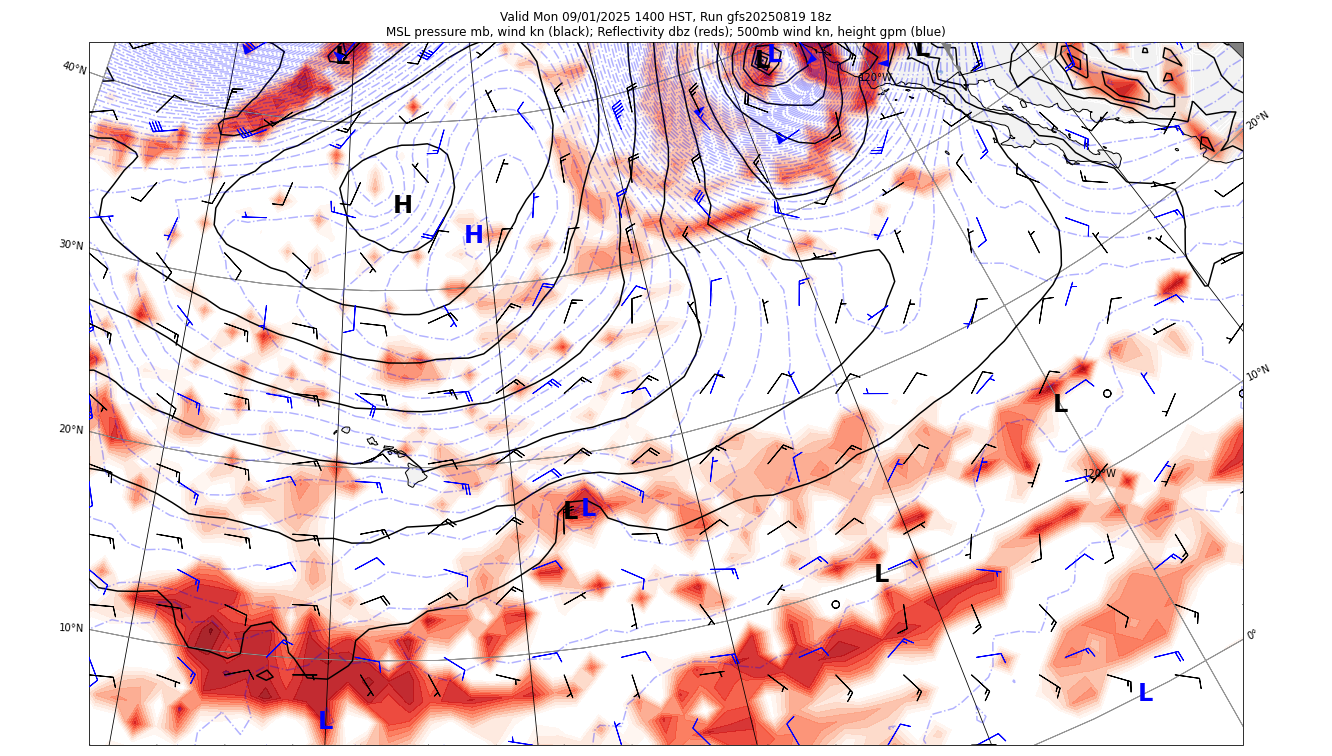 Valid Mon 09/01/2025 1400 HST, Run gfs20250819 18z
MSL pressure mb, wind kn (black); Reflectivity dbz (reds); 500mb wind kn, height gpm (blue)
L
L
L
L
40°N
120°W
20°N
H
H
30°N
10°N
L
20°N
120°W
L
L
L
10°N
0°
L
L